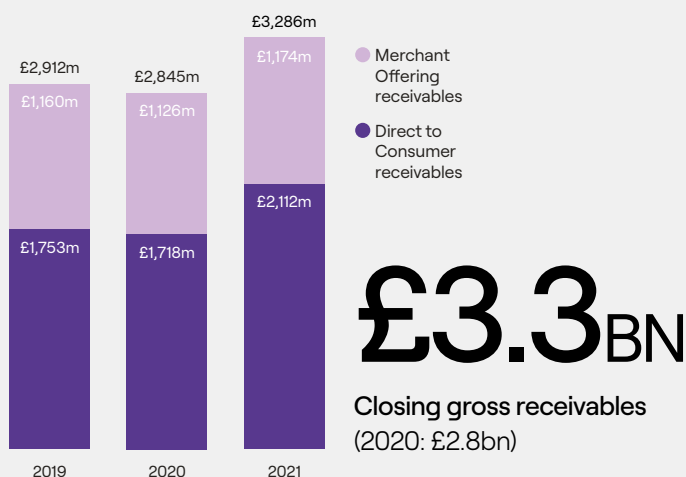 £2,912m
£1,160m
£1,753m
2019
£2,845m
£1,126m
£1,718m
2020
£3,286m
£1,174m
£2,112m
2021
Merchant
Offering
receivables
Direct to
Consumer
receivables
£3.3BN
Closing gross receivables
(2020: £2.8bn)